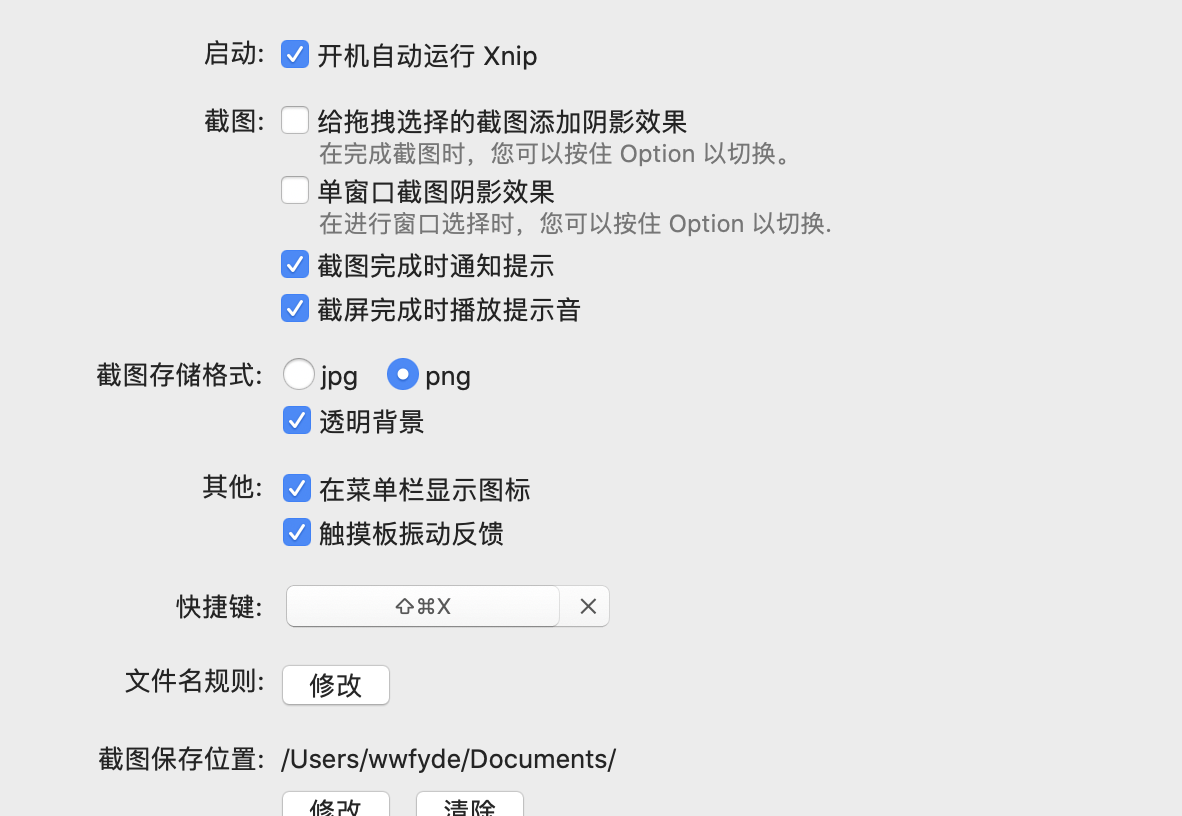 启动: 开机自动运行 Xnip
截图: 给拖拽选择的截图添加阴影效果
在完成截图时，您可以按住 Option 以切换。
单窗口截图阴影效果
在进行窗口选择时，您可以按住 Option 以切换.
截图完成时通知提示
截屏完成时播放提示音
截图存储格式: jpg png
透明背景
其他: 在菜单栏显示图标
触摸板振动反馈
快捷键: ⇧⌘X ×
文件名规则: 修改
截图保存位置: /Users/wwfyde/Documents/
修改 清除